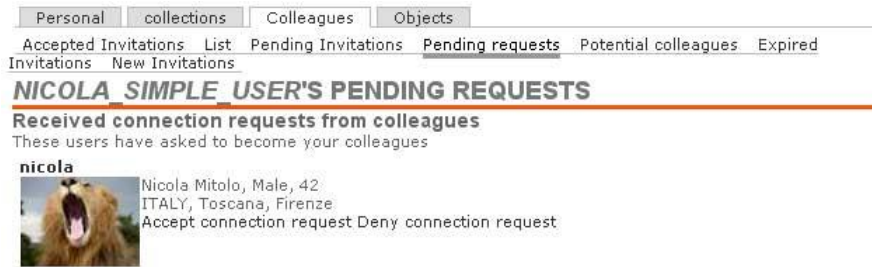 Personal collections Colleagues Objects
Accepted Invitations List Pending Invitations Pending requests Potential colleagues Expired
Invitations New Invitations
NICOLA_SIMPLE_USER'S PENDING REQUESTS
Received connection requests from colleagues
These users have asked to become your colleagues
nicola
Nicola Mitolo, Male, 42
ITALY, Toscana, Firenze
Accept connection request Deny connection request